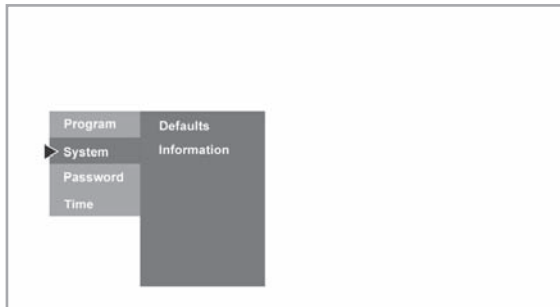 Program
System
Password
Time
Defaults
Information